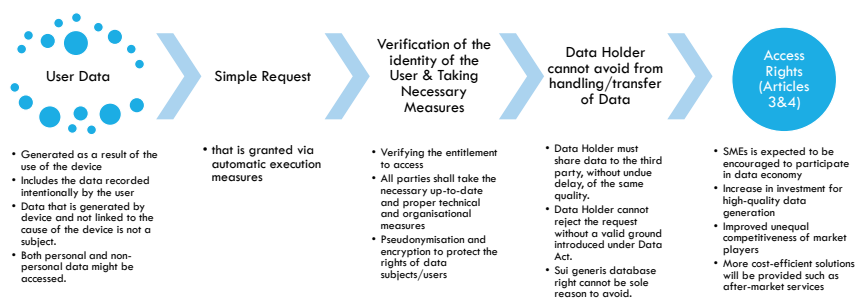 User Data
Simple Request
Verification of the
identity of the
User & Taking
Necessary
Measures
Data Holder
cannot avoid from
handling/transfer
of Data
Access
Rights
(Articles
3&4)
• Generated as a result of the
use of the device
• Includes the data recorded
intentionally by the user
• Data that is generated by
device and not linked to the
cause of the device is not a
subject.
• Both personal and non-
personal data might be
accessed.
• that is granted via
automatic execution
measures
• Verifying the entitlement
to access
• All parties shall take the
necessary up-to-date
and proper technical
and organisational
measures
• Pseudonymisation and
encryption to protect the
rights of data
subjects/users
• Data Holder must
share data to the third
party, without undue
delay, of the same
quality.
• Data Holder cannot
reject the request
without a valid ground
introduced under Data
Act.
• Sui generis database
right cannot be sole
reason to avoid.
• SMEs is expected to be
encouraged to participate
in data economy
• Increase in investment for
high-quality data
generation
• Improved unequal
competitiveness of market
players
• More cost-efficient solutions
will be provided such as
after-market services